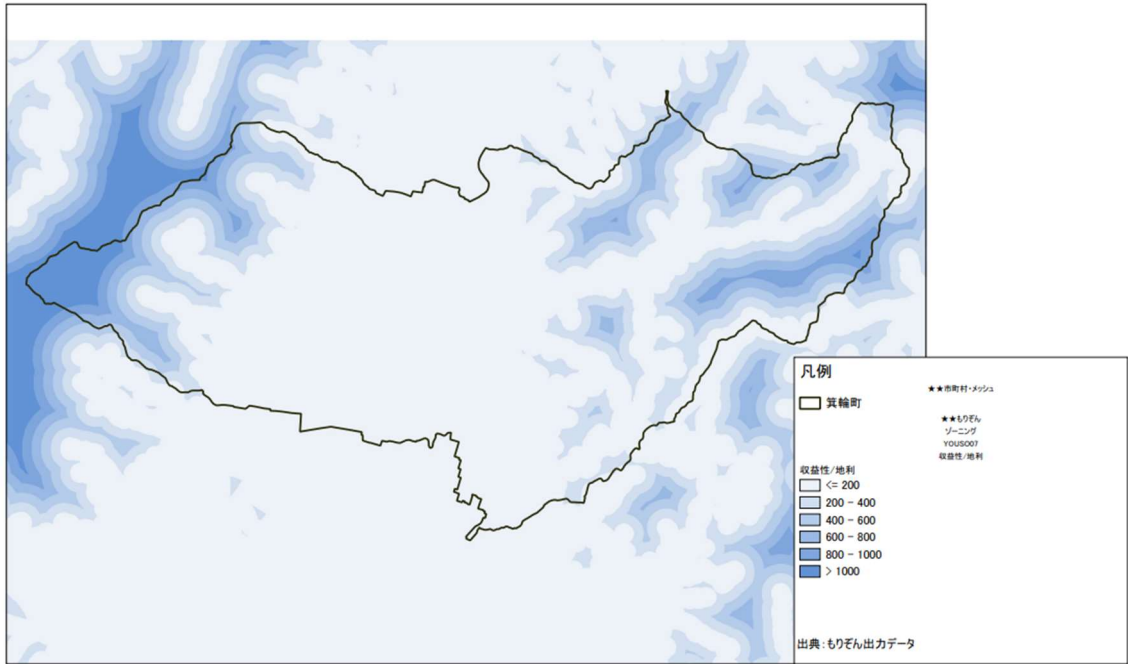 凡例
★★市町村・メッシュ
箕輪町
★★もりぞん
ゾーニング
YOUSO07
収益性/地利
収益性/地利
<= 200
200 - 400
400 - 600
600 - 800
800 - 1000
> 1000
出典:もりぞん出力データ